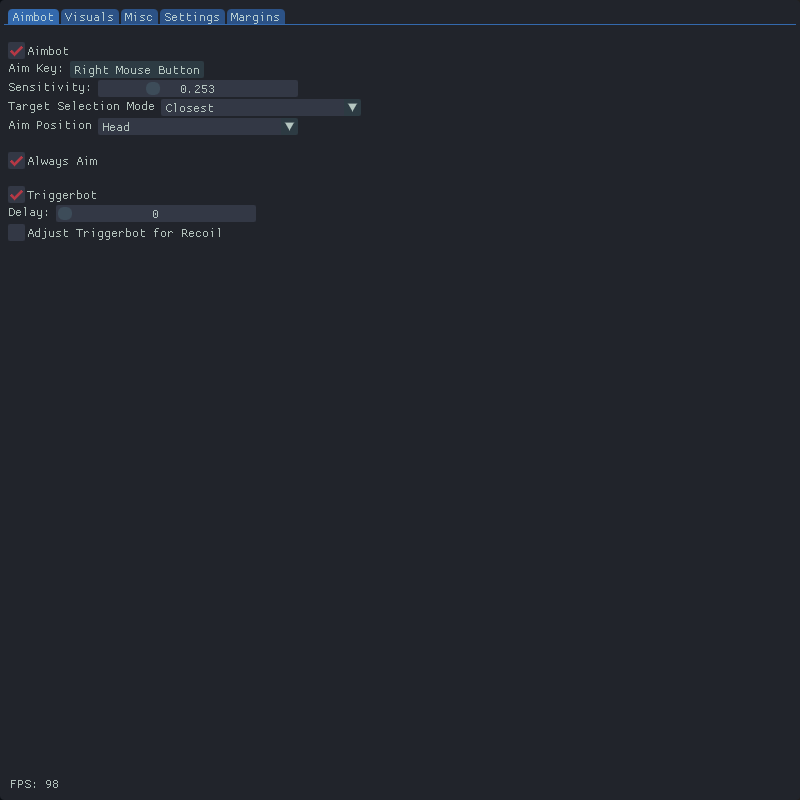 Aimbot Visuals Misc Settings Margins
Aimbot
Aim Key: Right Mouse Button
Sensitivity: 0.253
Target Selection Mode Closest
Aim Position Head
Always Aim
Triggerbot
Delay: 0
Adjust Triggerbot for Recoil
FPS: 98